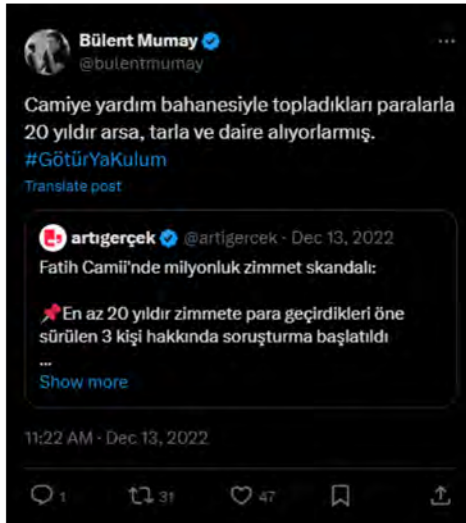 Bülent Mumay
@bulentmumay
Camiye yardım bahanesiyle topladıkları paralarla
20 yıldır arsa, tarla ve daire alıyorlarmış.
#GötürYaKulum
Translate post
artıgerçek @artigercek · Dec 13, 2022
Fatih Camii'nde milyonluk zimmet skandalı:
📌En az 20 yıldır zimmete para geçirdikleri öne
sürülen 3 kişi hakkında soruşturma başlatıldı
...
Show more
11:22 AM · Dec 13, 2022
1 31 47